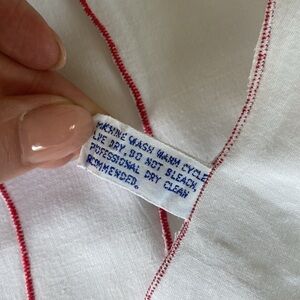 MACHINE WASH WARM CYCLE.
LINE DRY. DO NOT BLEACH.
PROFESSIONAL DRY CLEAN
RECOMMENDED.